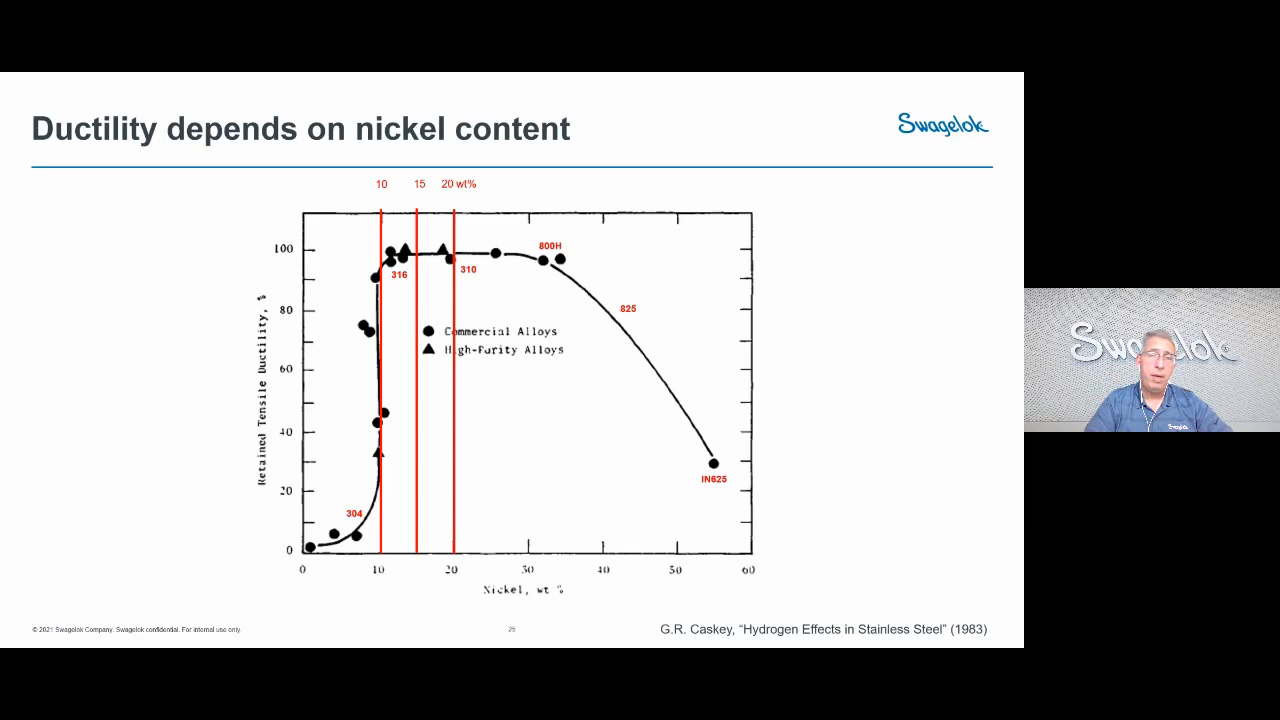 Ductility depends on nickel content
Swagelok
10 15 20 wt%
100
80
60
40
20
0
Retained Tensile Ductility, %
800H
316
310
825
Commercial Alloys
High-Purity Alloys
304
IN625
0 10 20 30 40 50 60
Nickel, wt %
© 2021 Swagelok Company. Swagelok confidential. For internal use only.
25
G.R. Caskey, “Hydrogen Effects in Stainless Steel” (1983)
Swagelok
Swagelok